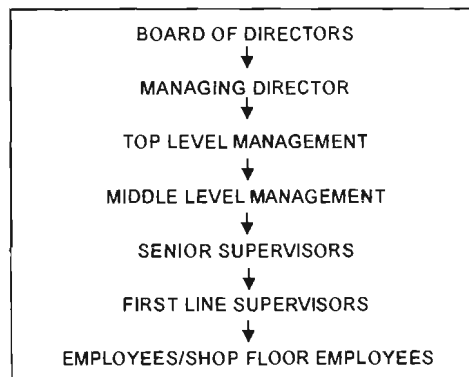 BOARD OF DIRECTORS
MANAGING DIRECTOR
TOP LEVEL MANAGEMENT
MIDDLE LEVEL MANAGEMENT
SENIOR SUPERVISORS
FIRST LINE SUPERVISORS
EMPLOYEES/SHOP FLOOR EMPLOYEES